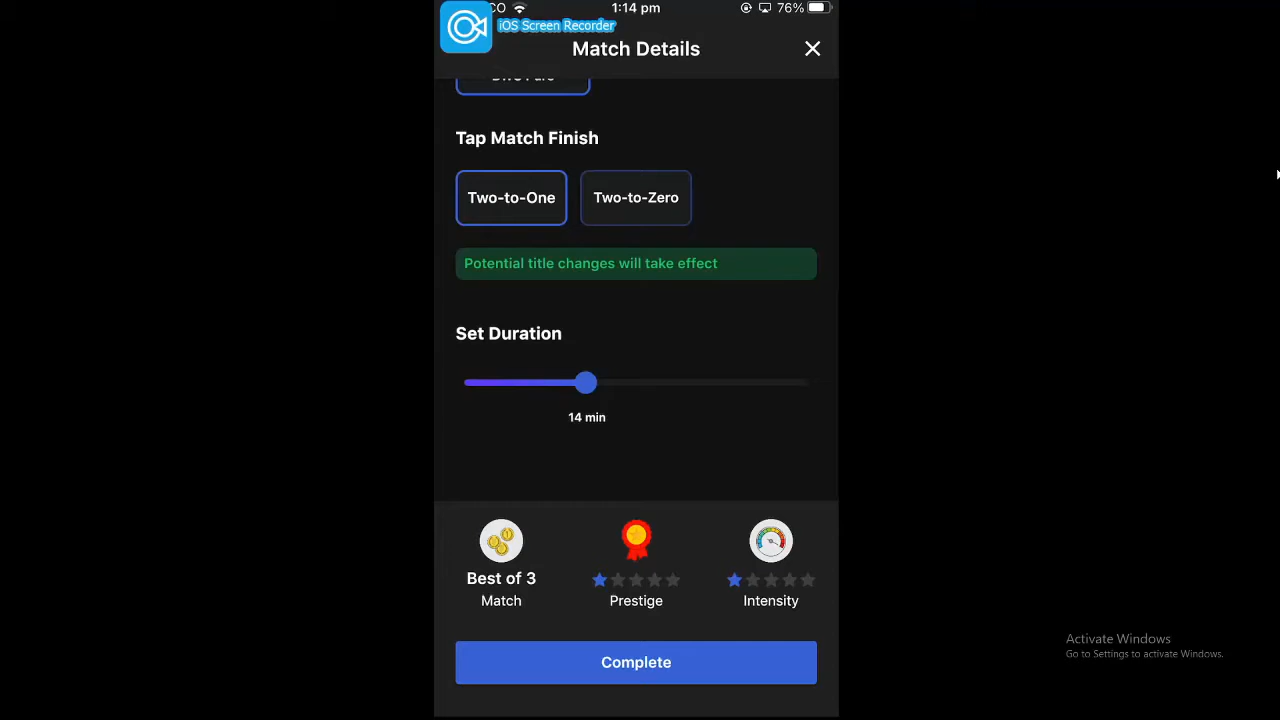 CO 1:14 pm 76%
iOS Screen Recorder
Match Details
Tap Match Finish
Two-to-One Two-to-Zero
Potential title changes will take effect
Set Duration
14 min
Best of 3
Match Prestige Intensity
Complete
Activate Windows
Go to Settings to activate Windows.